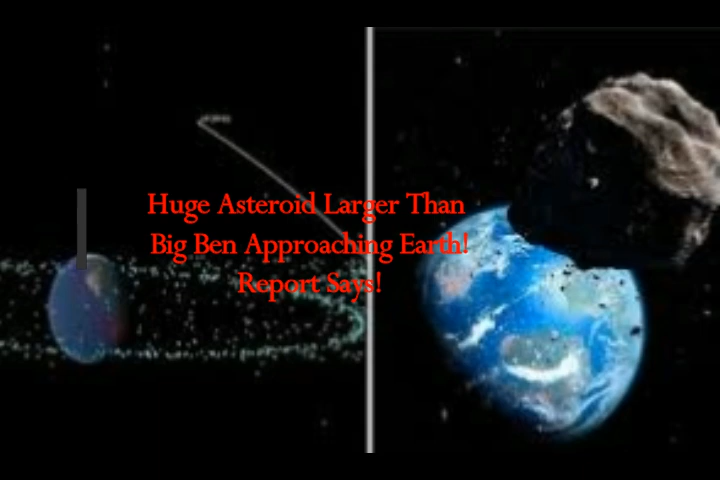 Huge Asteroid Larger Than
Big Ben Approaching Earth!
Report Says!